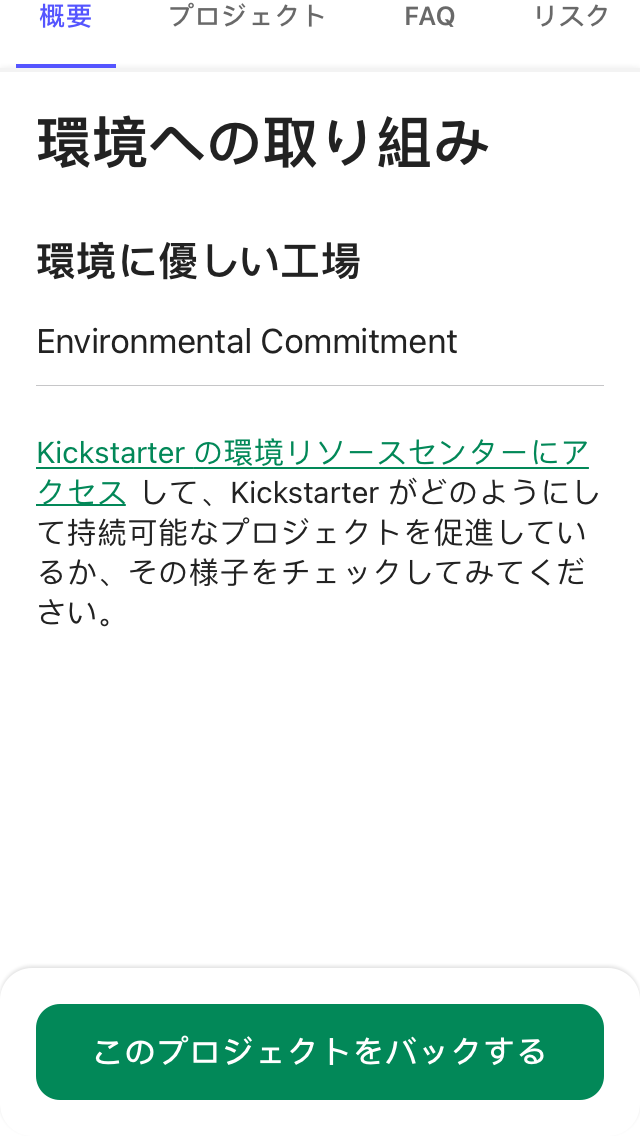 概要 プロジェクト FAQ リスク
環境への取り組み
環境に優しい工場
Environmental Commitment
Kickstarter の環境リソースセンターにア
クセス して、Kickstarter がどのようにし
て持続可能なプロジェクトを促進してい
るか、その様子をチェックしてみてくだ
さい。
このプロジェクトをバックする